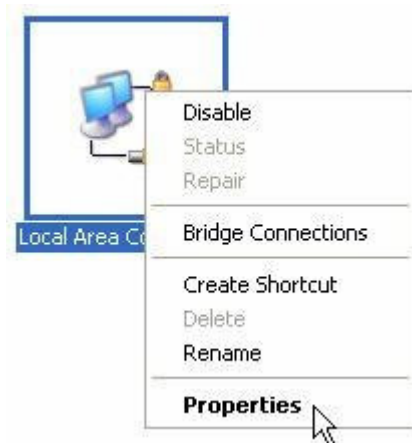 Disable
Status
Repair
Local Area Co
Bridge Connections
Create Shortcut
Delete
Rename
Properties